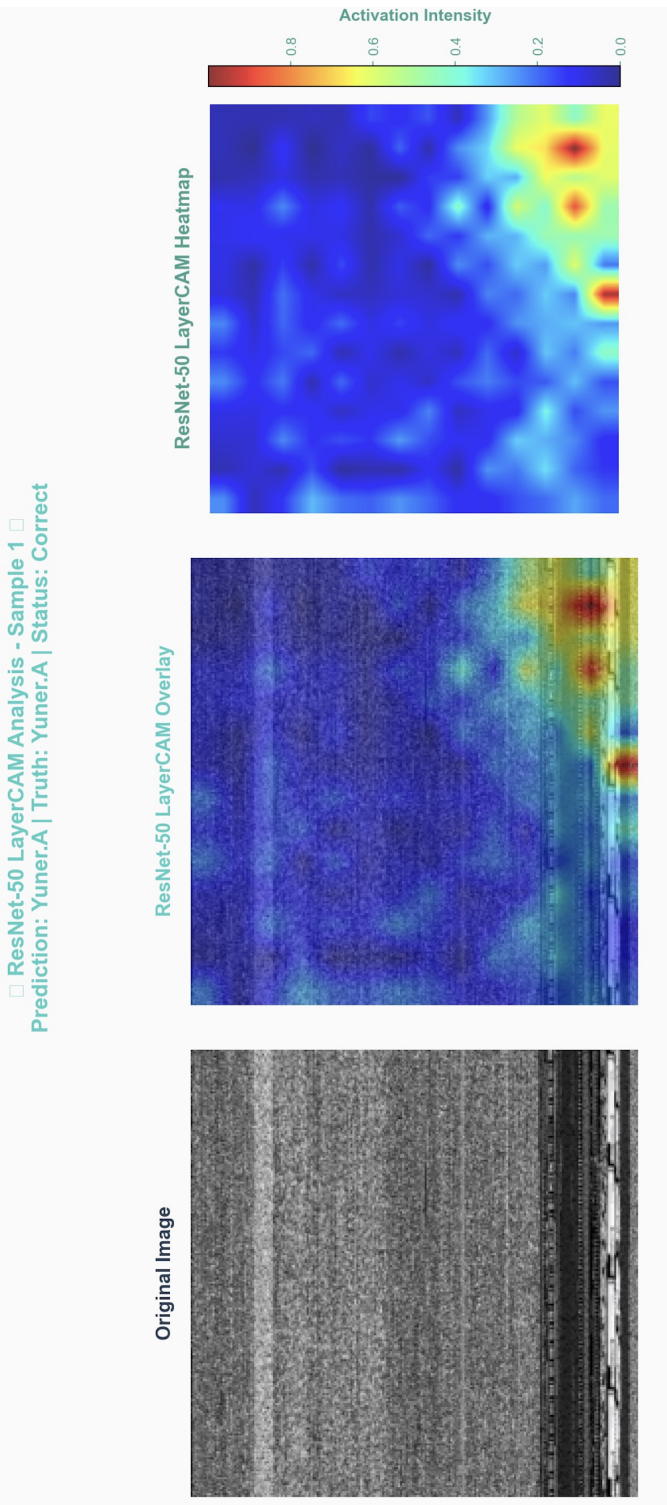 □ ResNet-50 LayerCAM Analysis - Sample 1 □
Prediction: Yuner.A | Truth: Yuner.A | Status: Correct
Original Image
ResNet-50 LayerCAM Overlay
ResNet-50 LayerCAM Heatmap
0.8
0.6
0.4
0.2
0.0
Activation Intensity